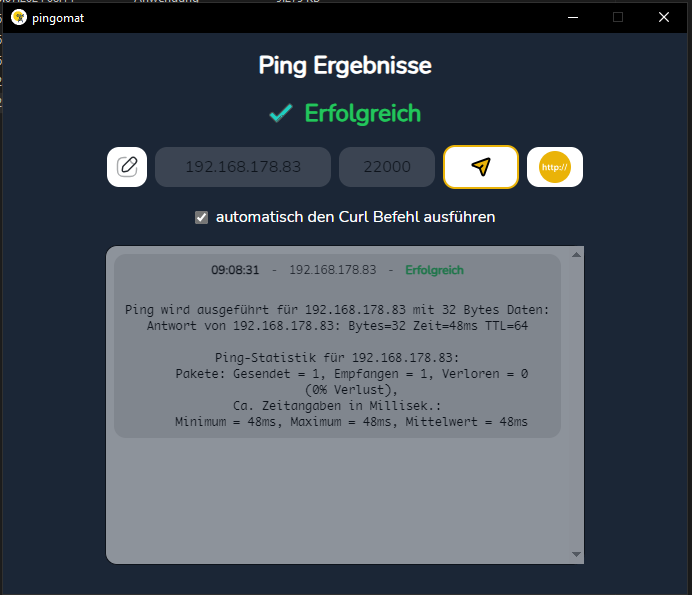 pingomat
Ping Ergebnisse
Erfolgreich
192.168.178.83 22000 http://
automatisch den Curl Befehl ausführen
09:08:31 - 192.168.178.83 - Erfolgreich
Ping wird ausgeführt für 192.168.178.83 mit 32 Bytes Daten:
Antwort von 192.168.178.83: Bytes=32 Zeit=48ms TTL=64
Ping-Statistik für 192.168.178.83:
Pakete: Gesendet = 1, Empfangen = 1, Verloren = 0
(0% Verlust),
Ca. Zeitangaben in Millisek.:
Minimum = 48ms, Maximum = 48ms, Mittelwert = 48ms